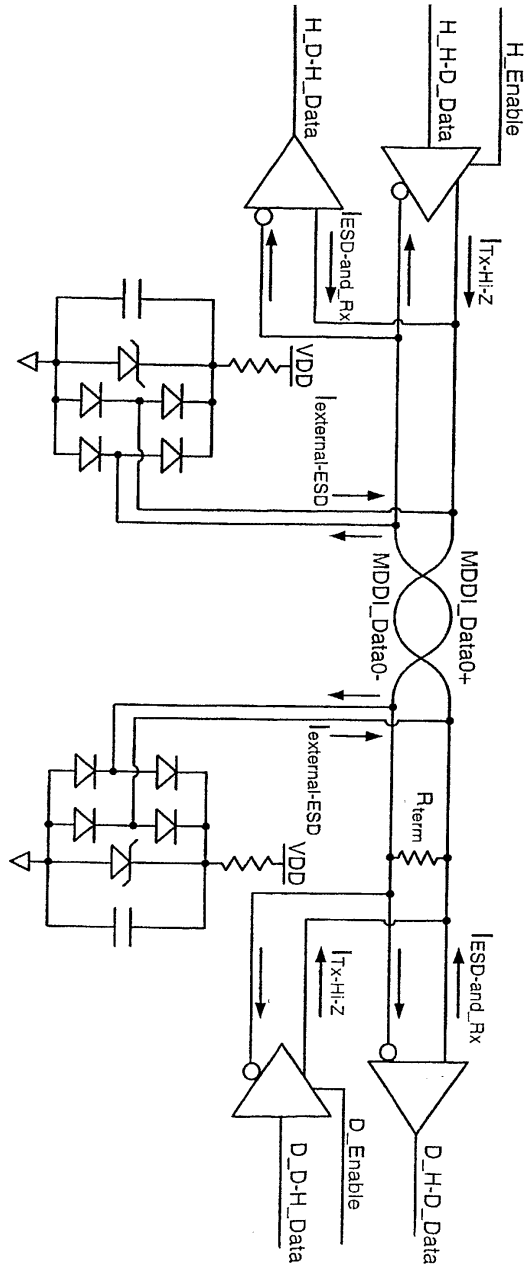 H_Enable
H_H-D_Data
H_D-H_Data
ITx-Hi-Z
IESD-and_Rx
VDD
Iexternal-ESD
MDDI_Data0+
MDDI_Data0-
Iexternal-ESD
VDD
Rterm
IESD-and_Rx
ITx-Hi-Z
D_H-D_Data
D_Enable
D_D-H_Data